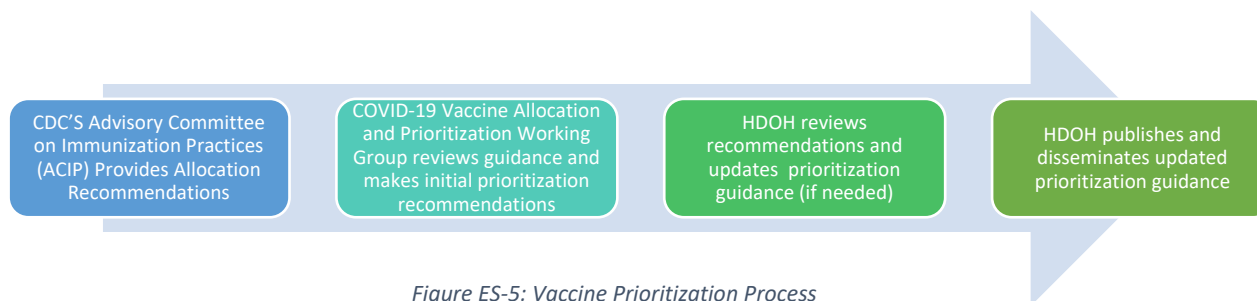 CDC'S Advisory Committee
on Immunization Practices
(ACIP) Provides Allocation
Recommendations
COVID-19 Vaccine Allocation
and Prioritization Working
Group reviews guidance and
makes initial prioritization
recommendations
HDOH reviews
recommendations and
updates prioritization
guidance (if needed)
HDOH publishes and
disseminates updated
prioritization guidance
Figure ES-5: Vaccine Prioritization Process